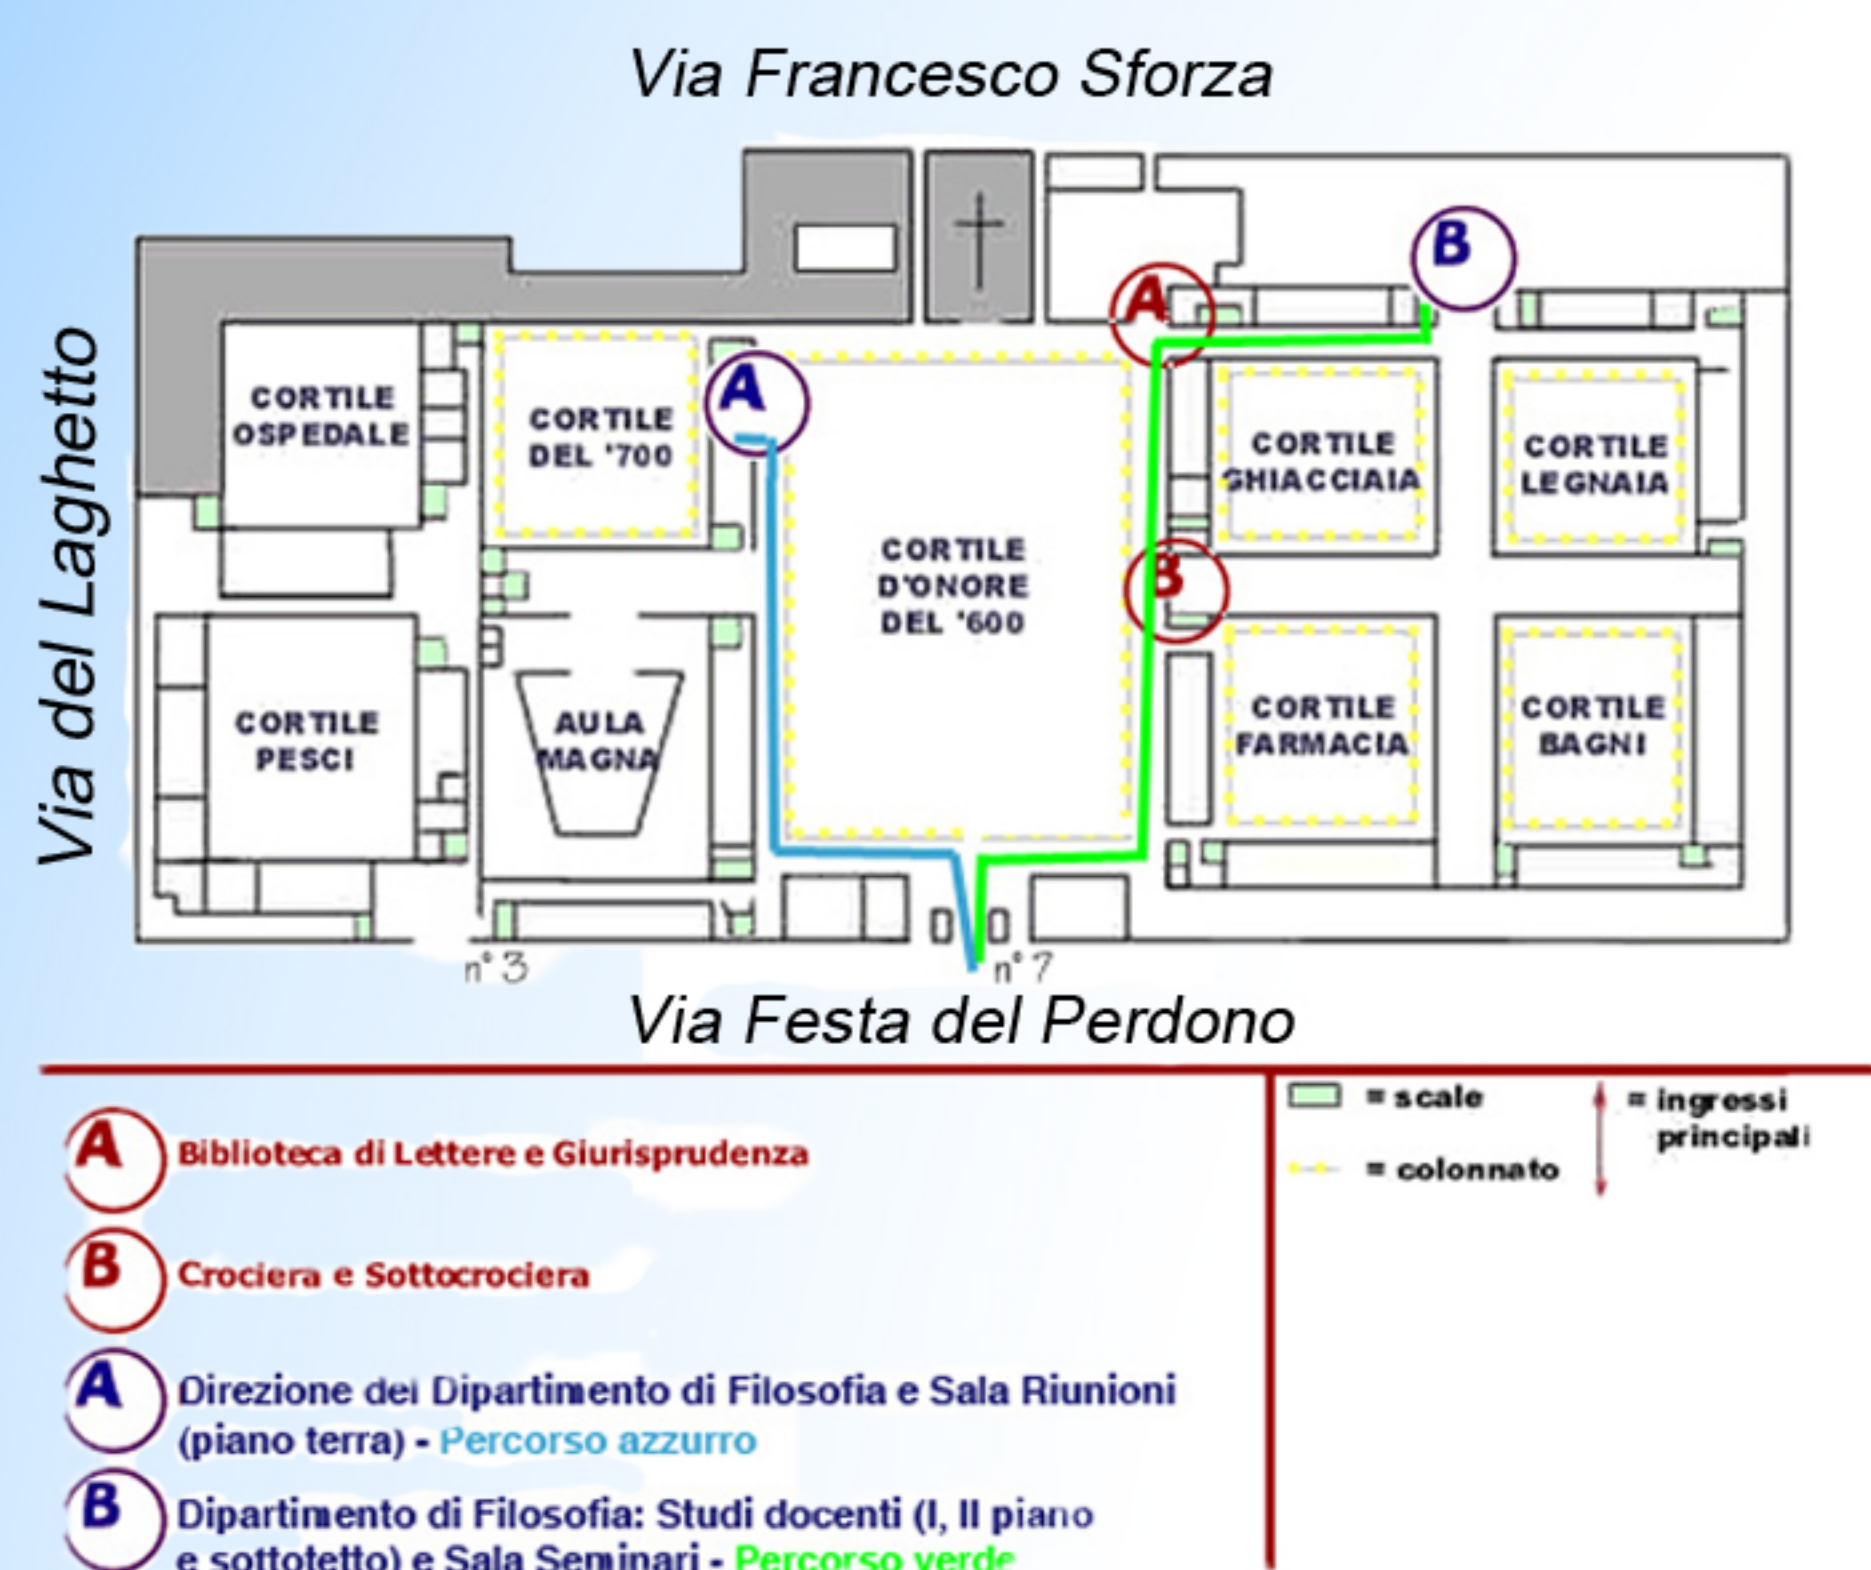 Via Francesco Sforza
Via del Laghetto
B
A
A
CORTILE
OSPEDALE
CORTILE
DEL '700
CORTILE
GHIACCIAIA
CORTILE
LEGNAIA
CORTILE
D'ONORE
DEL '600
B
CORTILE
PESCI
AULA
MAGNA
CORTILE
FARMACIA
CORTILE
BAGNI
n° 3
n° 7
Via Festa del Perdono
A Biblioteca di Lettere e Giurisprudenza
B Crociera e Sottocrociera
A Direzione del Dipartimento di Filosofia e Sala Riunioni
(piano terra) - Percorso azzurro
B Dipartimento di Filosofia: Studi docenti (I, II piano
e sottotetto) e Sala Seminari - Percorso verde
= scale
= colonnato
= ingressi
principali